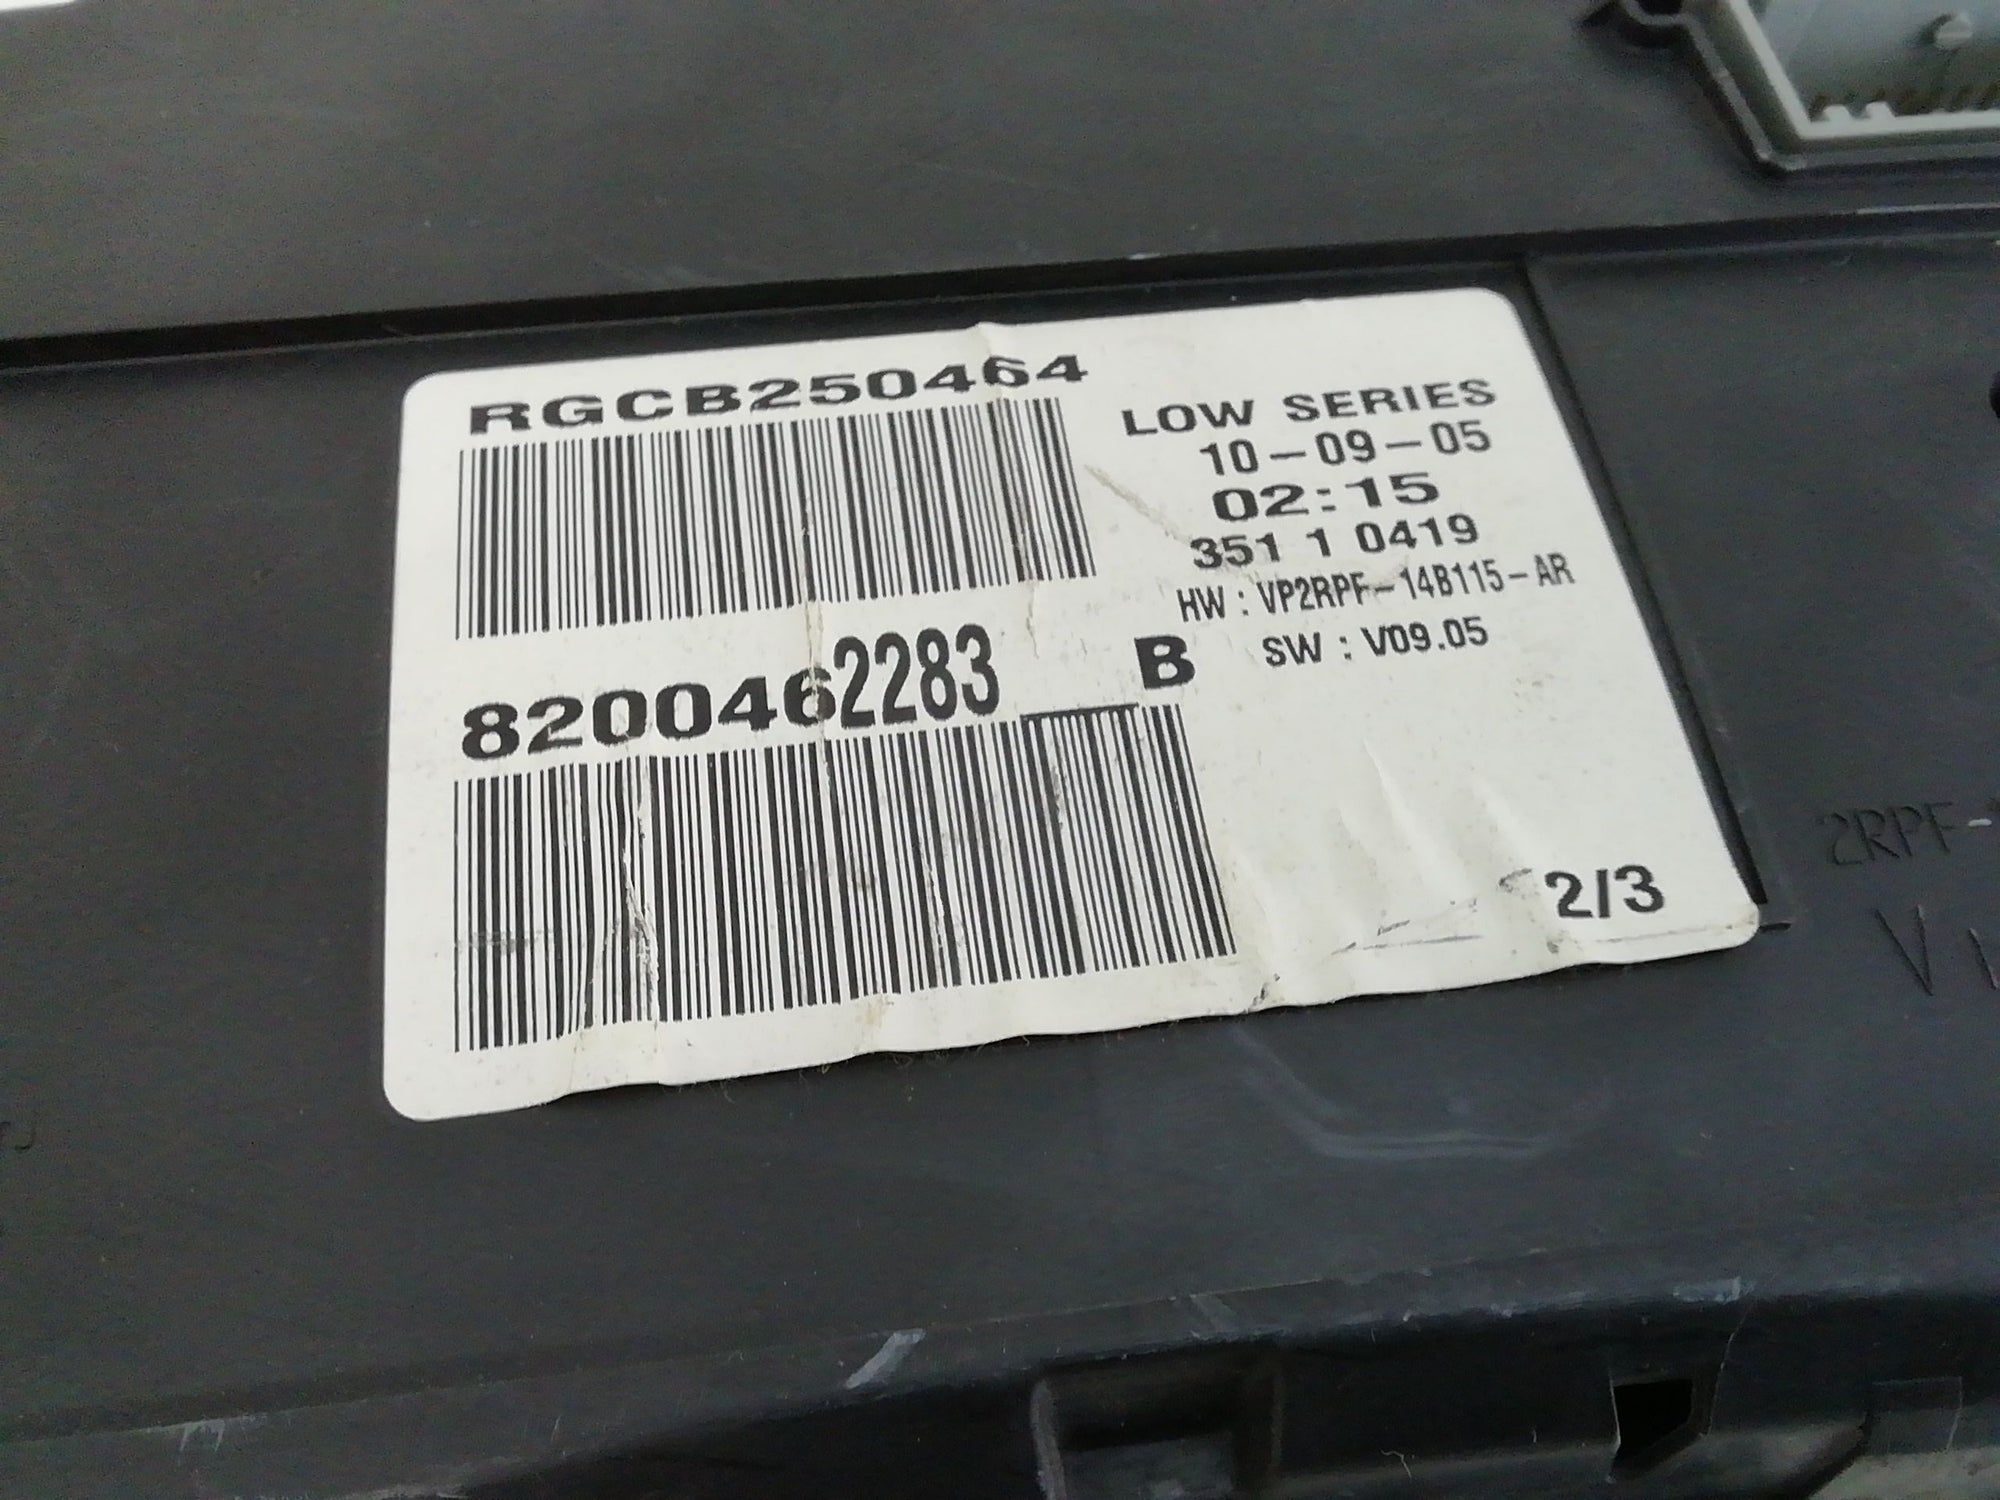 RGCB250464
LOW SERIES
10-09-05
02:15
351 1 0419
HW : VP2RPF-14B115-AR
SW : V09.05
8200462283__B
2/3
2RPF-
V